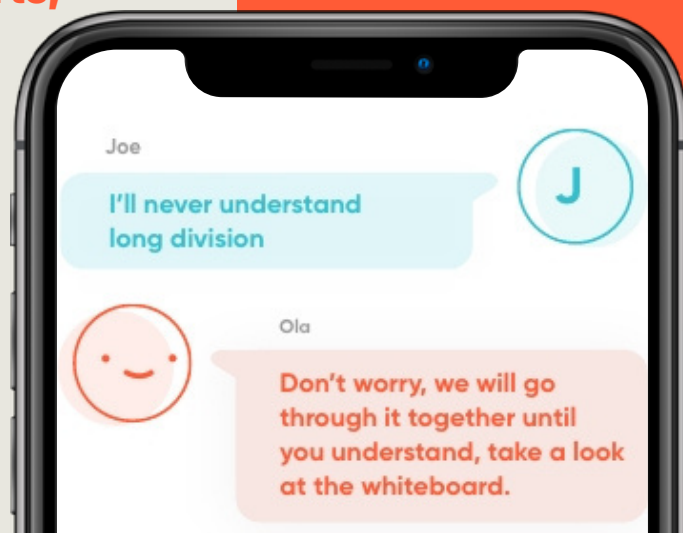 Joe
I'll never understand
long division
J
Ola
Don't worry, we will go
through it together until
you understand, take a look
at the whiteboard.